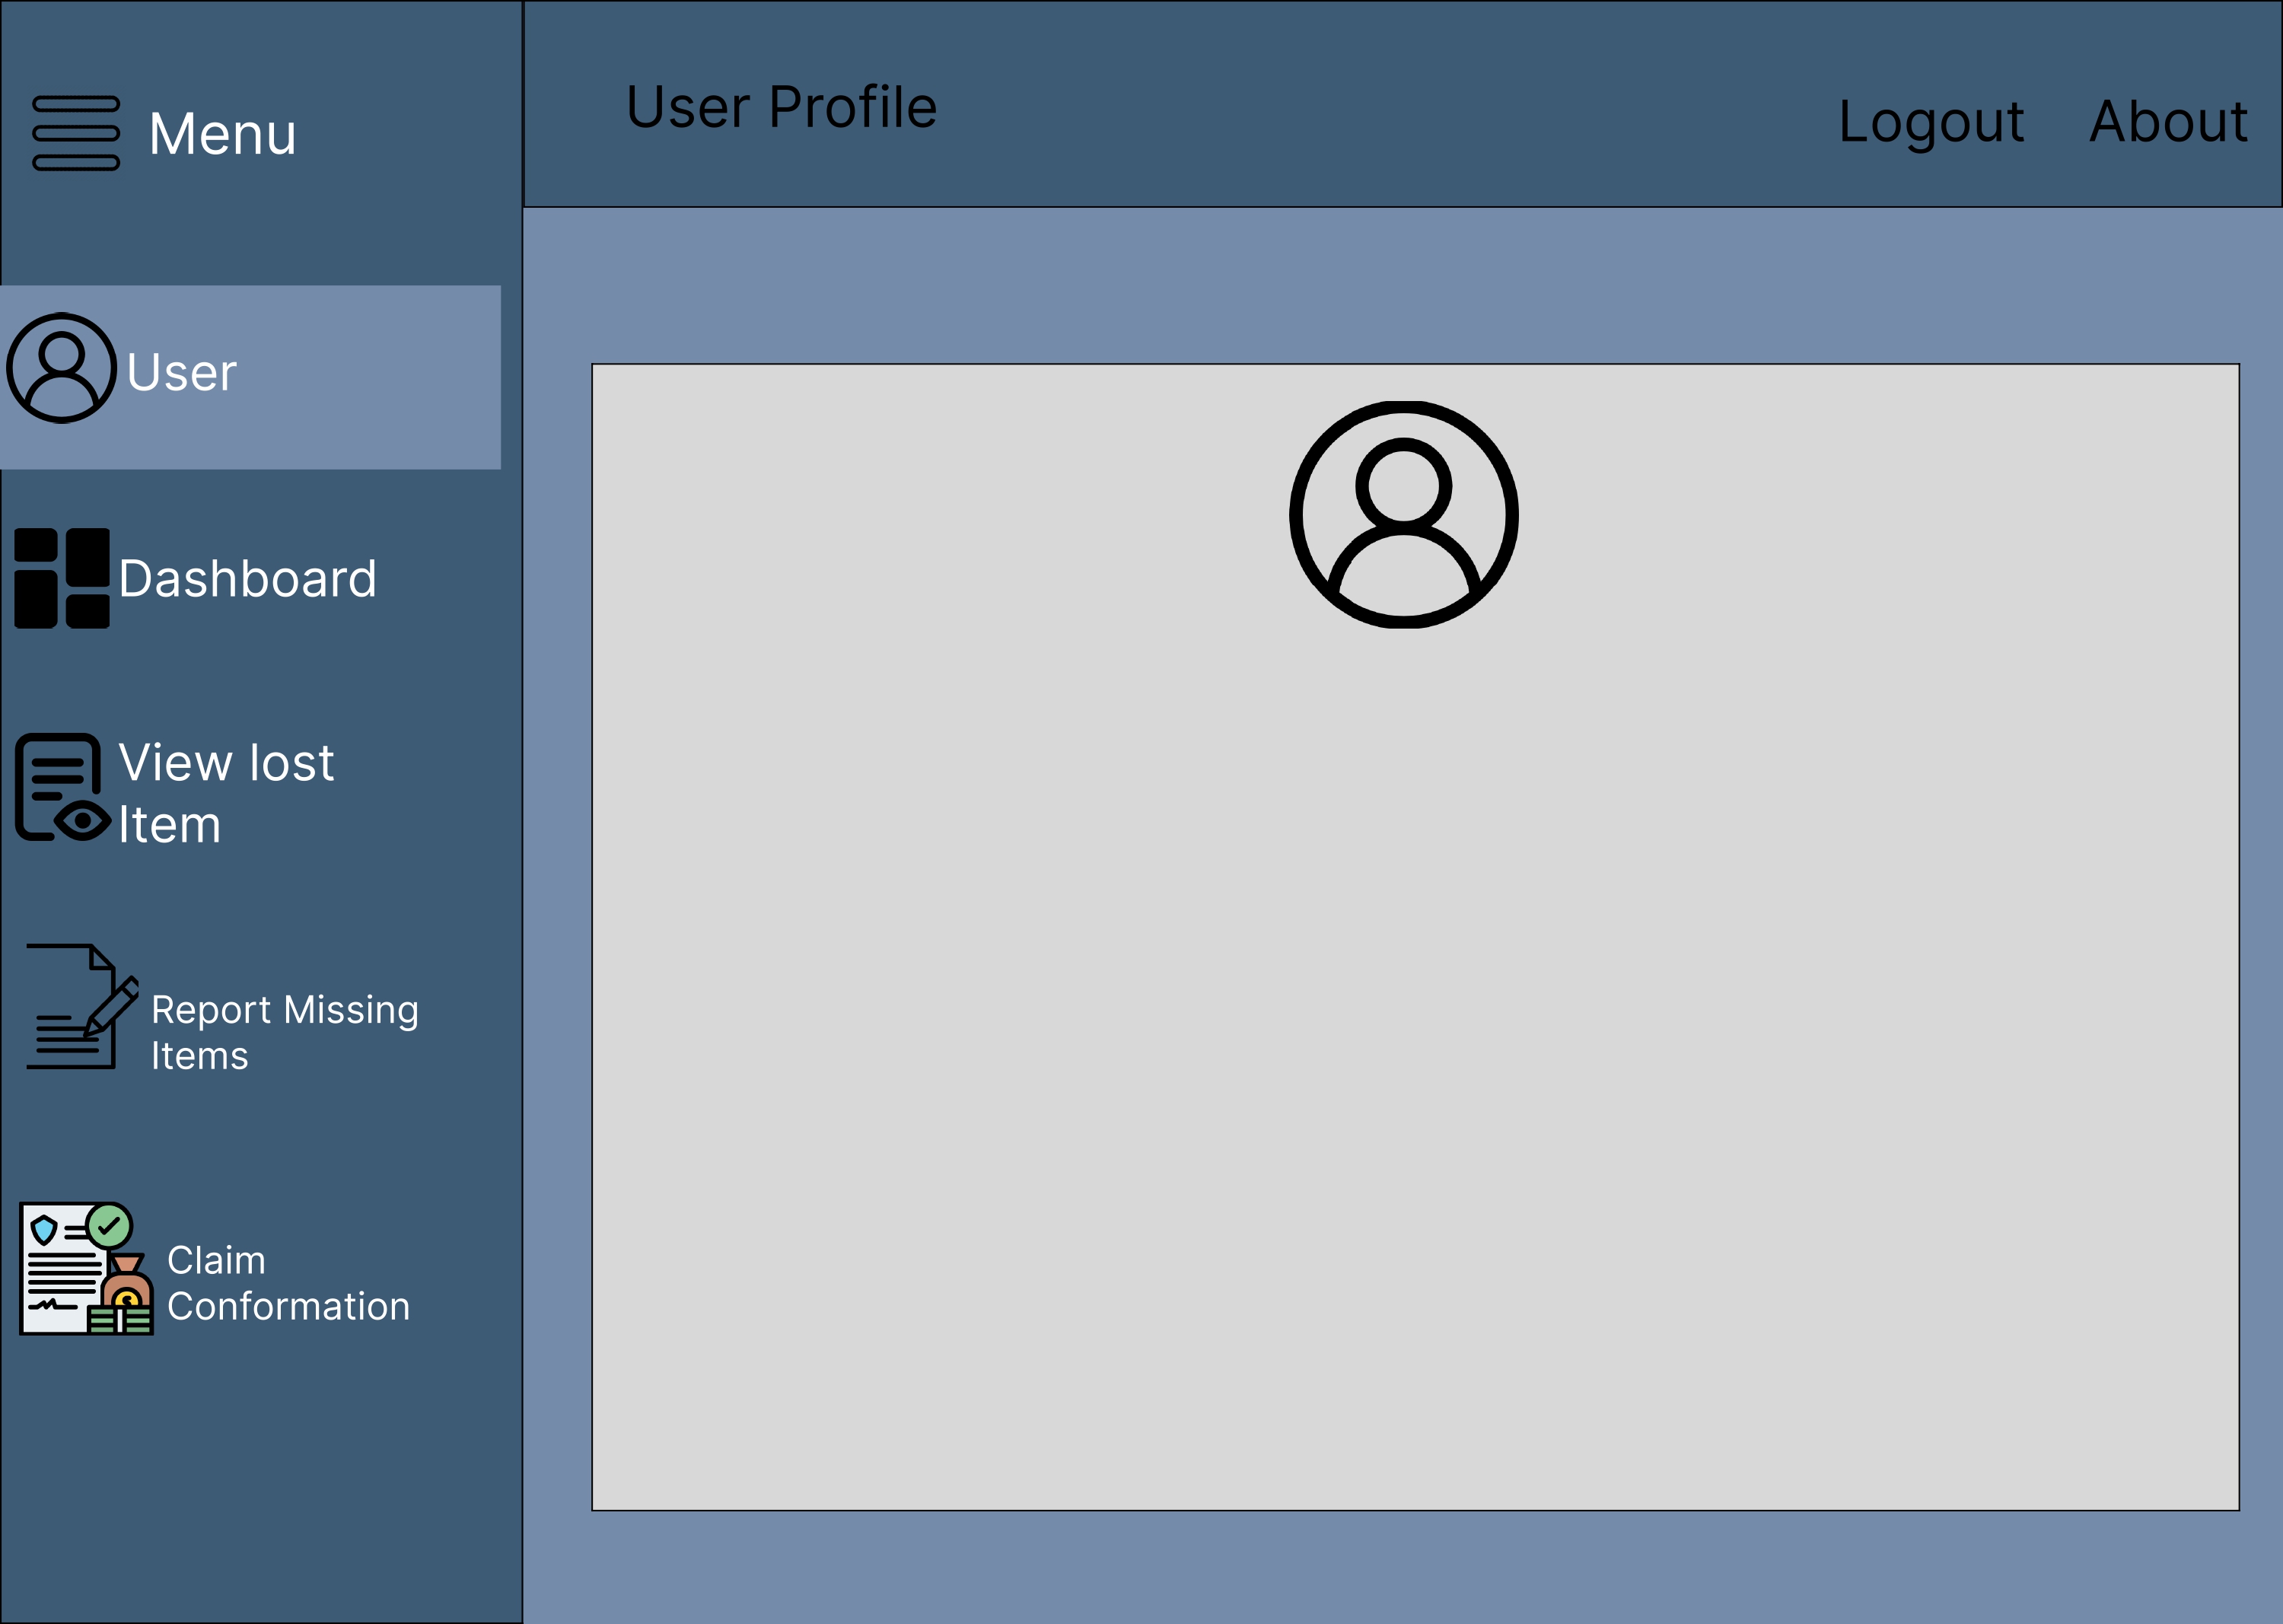 Menu
User Profile
Logout
About
User
Dashboard
View lost
Item
Report Missing
Items
Claim
Conformation